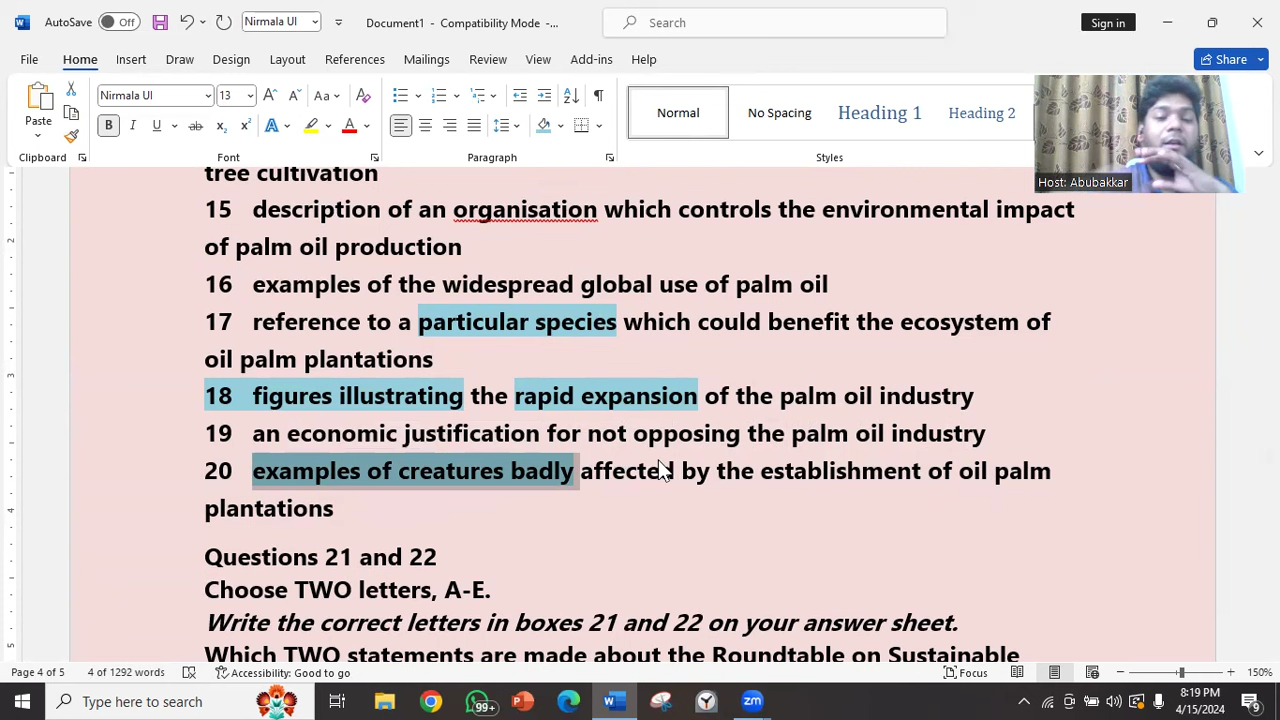 AutoSave Off Nirmala UI Document1 - Compatibility Mode -... Search Sign in
File Home Insert Draw Design Layout References Mailings Review View Add-ins Help Share
Paste Nirmala UI 13 Normal No Spacing Heading 1 Heading 2
Clipboard Font Paragraph Styles
Host: Abubakkar
tree cultivation
15 description of an organisation which controls the environmental impact
of palm oil production
16 examples of the widespread global use of palm oil
17 reference to a particular species which could benefit the ecosystem of
oil palm plantations
18 figures illustrating the rapid expansion of the palm oil industry
19 an economic justification for not opposing the palm oil industry
20 examples of creatures badly affected by the establishment of oil palm
plantations
Questions 21 and 22
Choose TWO letters, A-E.
Write the correct letters in boxes 21 and 22 on your answer sheet.
Which TWO statements are made about the Roundtable on Sustainable
Page 4 of 5 4 of 1292 words Accessibility: Good to go Focus 150%
Type here to search 99+ zm 8:19 PM
4/15/2024 9